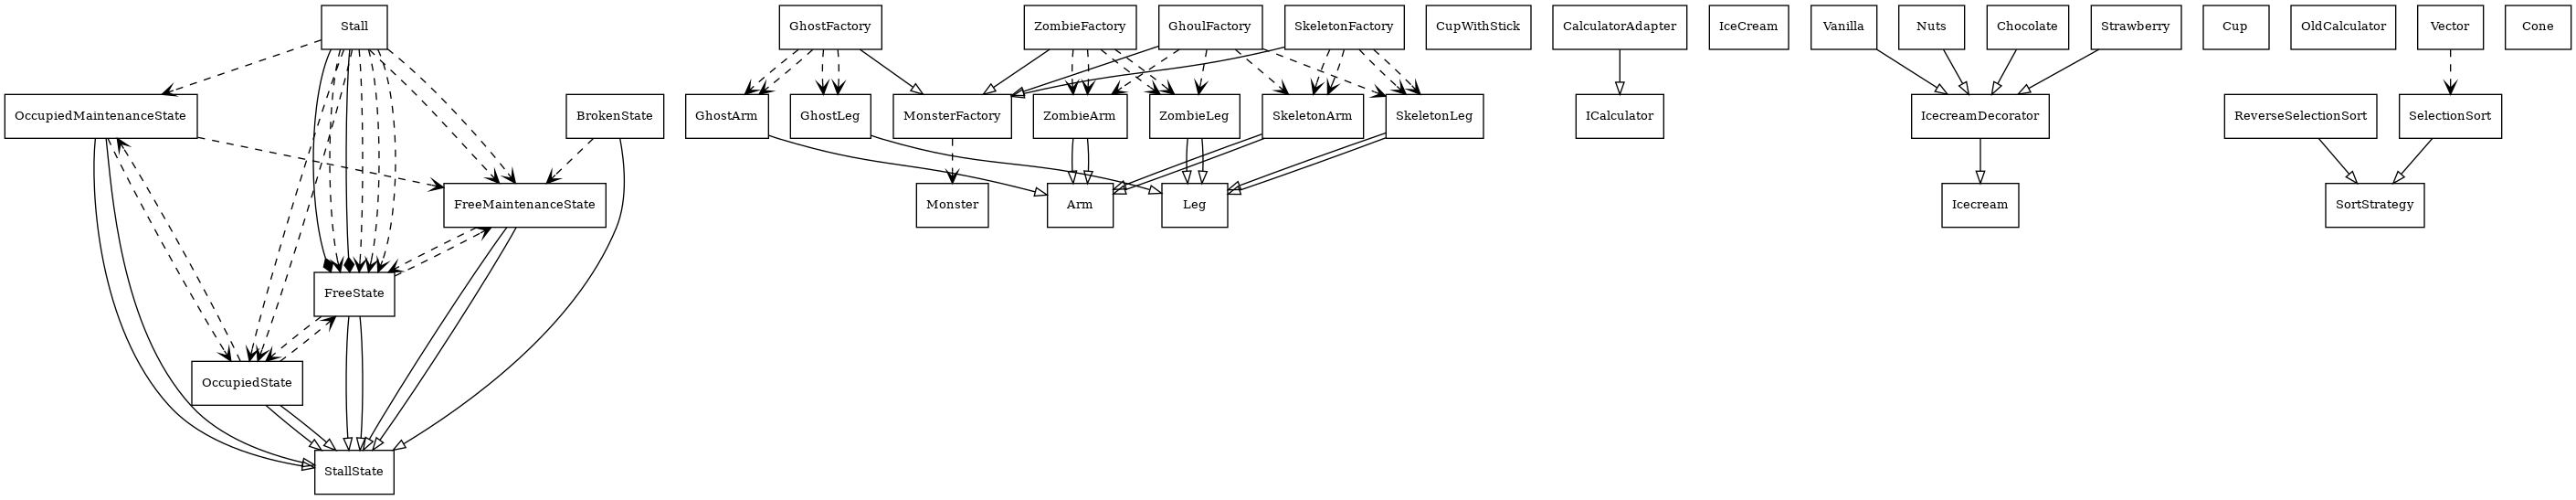 Stall
GhostFactory
ZombieFactory
GhoulFactory
SkeletonFactory
CupWithStick
CalculatorAdapter
IceCream
Vanilla
Nuts
Chocolate
Strawberry
Cup
OldCalculator
Vector
Cone
OccupiedMaintenanceState
BrokenState
GhostArm
GhostLeg
MonsterFactory
ZombieArm
ZombieLeg
SkeletonArm
SkeletonLeg
ICalculator
IcecreamDecorator
ReverseSelectionSort
SelectionSort
FreeMaintenanceState
Monster
Arm
Leg
Icecream
SortStrategy
FreeState
OccupiedState
StallState